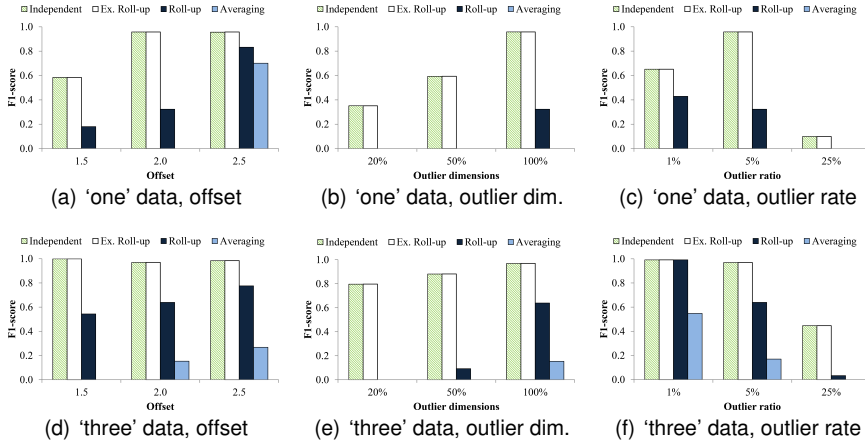 Independent Ex. Roll-up Roll-up Averaging
1.0
0.8
0.6
0.4
0.2
0.0
F1-score
1.5 2.0 2.5
Offset
(a) 'one' data, offset
Independent Ex. Roll-up Roll-up Averaging
1.0
0.8
0.6
0.4
0.2
0.0
F1-score
20% 50% 100%
Outlier dimensions
(b) 'one' data, outlier dim.
Independent Ex. Roll-up Roll-up Averaging
1.0
0.8
0.6
0.4
0.2
0.0
F1-score
1% 5% 25%
Outlier ratio
(c) 'one' data, outlier rate
Independent Ex. Roll-up Roll-up Averaging
1.0
0.8
0.6
0.4
0.2
0.0
F1-score
1.5 2.0 2.5
Offset
(d) 'three' data, offset
Independent Ex. Roll-up Roll-up Averaging
1.0
0.8
0.6
0.4
0.2
0.0
F1-score
20% 50% 100%
Outlier dimensions
(e) 'three' data, outlier dim.
Independent Ex. Roll-up Roll-up Averaging
1.0
0.8
0.6
0.4
0.2
0.0
F1-score
1% 5% 25%
Outlier ratio
(f) 'three' data, outlier rate